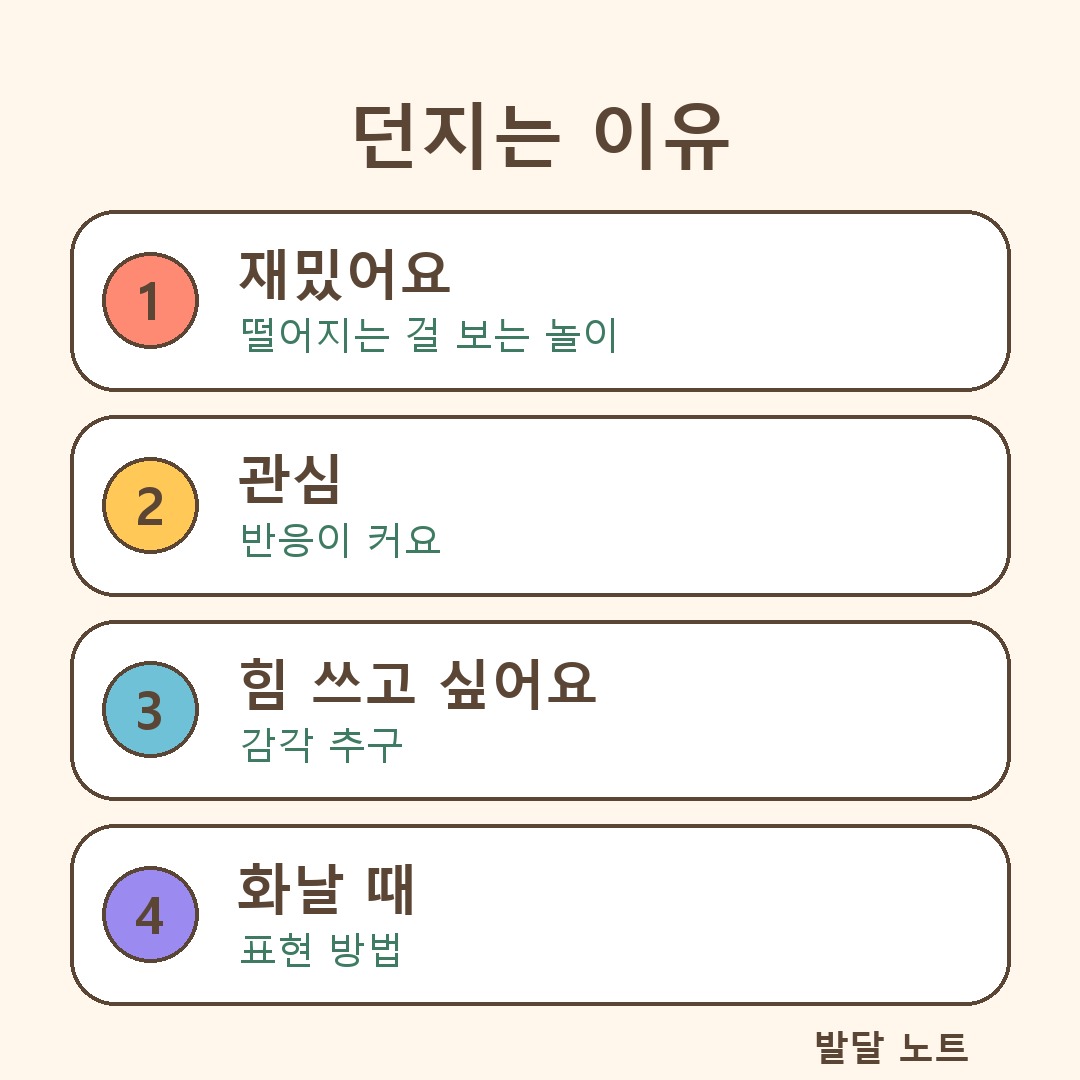 던지는 이유
1
재밌어요
떨어지는 걸 보는 놀이
2
관심
반응이 커요
3
힘 쓰고 싶어요
감각 추구
4
화날 때
표현 방법
발달 노트